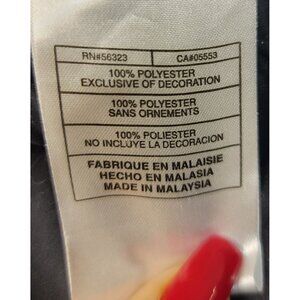 RN#56323 CA#05553
100% POLYESTER
EXCLUSIVE OF DECORATION
100% POLYESTER
SANS ORNEMENTS
100% POLIESTER
NO INCLUYE LA DECORACION
FABRIQUE EN MALAISIE
HECHO EN MALASIA
MADE IN MALAYSIA